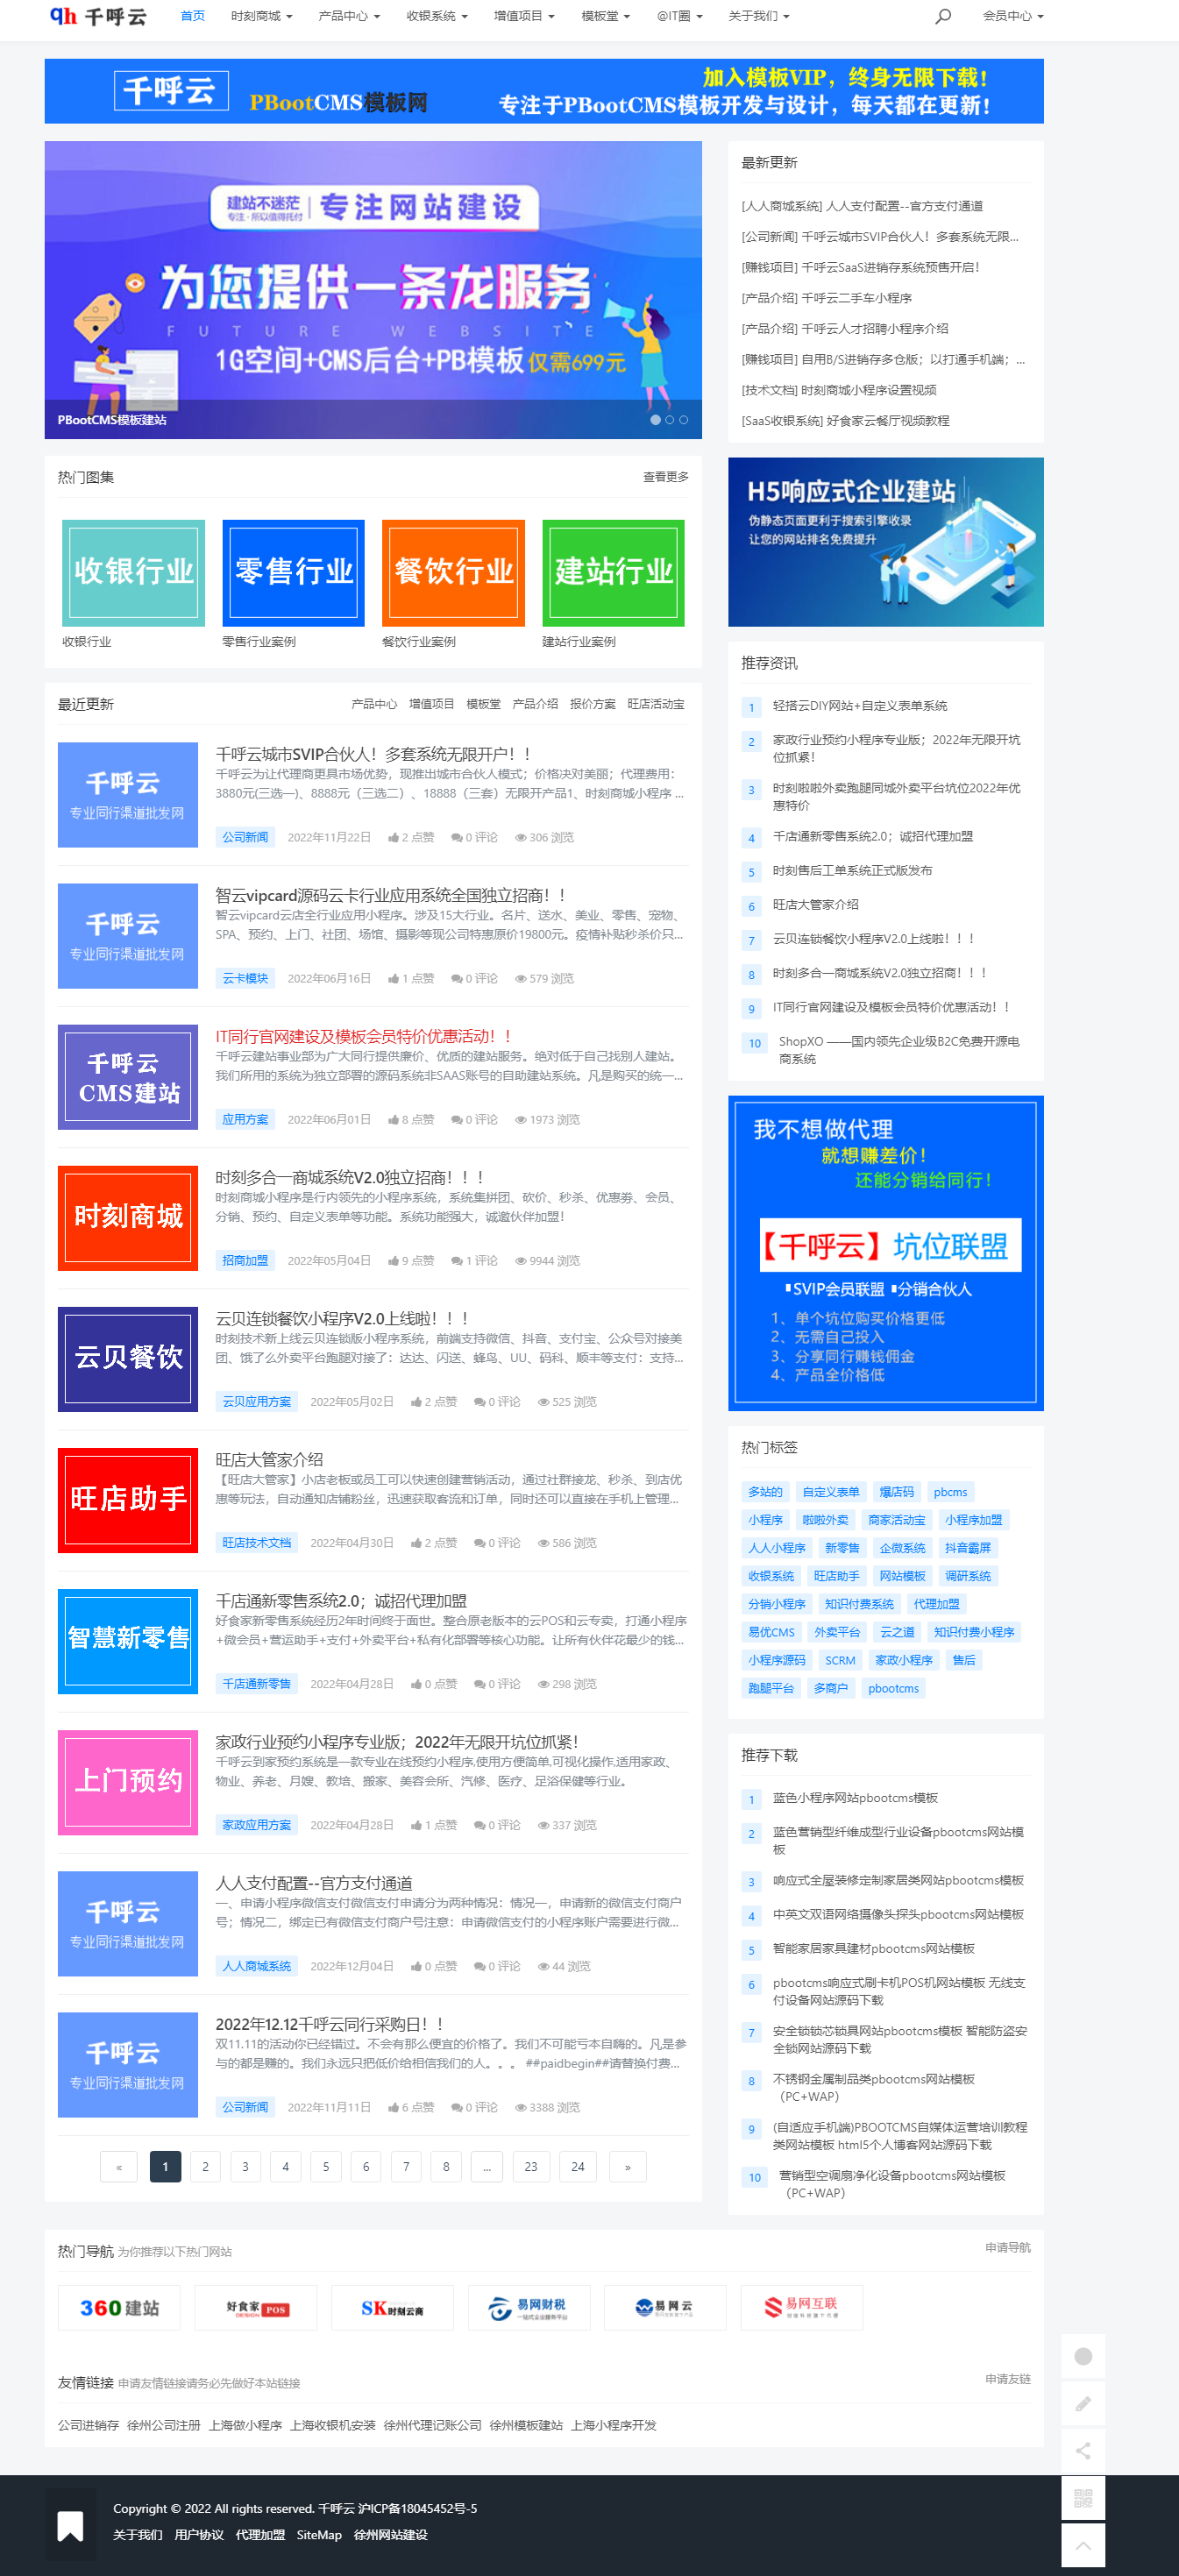 qh 千呼云 首页 时刻商城 产品中心 收银系统 增值项目 模板堂 @IT圈 关于我们 会员中心
千呼云 PBootCMS模板网
加入模板VIP，终身无限下载！
专注于PBootCMS模板开发与设计，每天都在更新！
建站不迷茫
专注·所以值得托付
专注网站模板建设
为您提供一条龙服务
FUTURE WEBSITE
1G空间+CMS后台+PB模板 仅需699元
PBootCMS模板建站
热门图集 查看更多
收银行业 零售行业 餐饮行业 建站行业
收银行业 零售行业案例 餐饮行业案例 建站行业案例
最近更新 产品中心 增值项目 模板堂 产品介绍 报价方案 旺店活动宝
千呼云
专业同行渠道批发网
千呼云城市SVIP合伙人！多套系统无限开户！！
千呼云为让代理商更具市场优势，现推出城市合伙人模式；价格决对美丽；代理费用：
3880元(三选一)、8888元（三选二）、18888（三套）无限开产品1、时刻商城小程序 ...
公司新闻 2022年11月22日 2 点赞 0 评论 306 浏览
千呼云
专业同行渠道批发网
智云vipcard源码云卡行业应用系统全国独立招商！！
智云vipcard云店全行业应用小程序。涉及15大行业。名片、送水、美业、零售、宠物、
SPA、预约、上门、社团、场馆、摄影等现公司特惠原价19800元。疫情补贴秒杀价只...
云卡模块 2022年06月16日 1 点赞 0 评论 579 浏览
千呼云
CMS建站
IT同行官网建设及模板会员特价优惠活动！！
千呼云建站事业部为广大同行提供廉价、优质的建站服务。绝对低于自己找别人建站。
我们所用的系统为独立部署的源码系统非SAAS账号的自助建站系统。凡是购买的统一...
应用方案 2022年06月01日 8 点赞 0 评论 1973 浏览
时刻商城
时刻多合一商城系统V2.0独立招商！！！
时刻商城小程序是行内领先的小程序系统，系统集拼团、砍价、秒杀、优惠劵、会员、
分销、预约、自定义表单等功能。系统功能强大，诚邀伙伴加盟！
招商加盟 2022年05月04日 9 点赞 1 评论 9944 浏览
云贝餐饮
云贝连锁餐饮小程序V2.0上线啦！！！
时刻技术新上线云贝连锁版小程序系统，前端支持微信、抖音、支付宝、公众号对接美
团、饿了么外卖平台跑腿对接了：达达、闪送、蜂鸟、UU、码科、顺丰等支付：支持...
云贝应用方案 2022年05月02日 2 点赞 0 评论 525 浏览
旺店助手
旺店大管家介绍
【旺店大管家】小店老板或员工可以快速创建营销活动，通过社群接龙、秒杀、到店优
惠等玩法，自动通知店铺粉丝，迅速获取客流和订单，同时还可以直接在手机上管理...
旺店技术文档 2022年04月30日 2 点赞 0 评论 586 浏览
智慧新零售
千店通新零售系统2.0；诚招代理加盟
好食家新零售系统经历2年时间终于面世。整合原老版本的云POS和云专卖，打通小程序
+微会员+营运助手+支付+外卖平台+私有化部署等核心功能。让所有伙伴花最少的钱...
千店通新零售 2022年04月28日 0 点赞 0 评论 298 浏览
上门预约
家政行业预约小程序专业版；2022年无限开坑位抓紧！
千呼云到家预约系统是一款专业在线预约小程序,使用方便简单,可视化操作,适用家政、
物业、养老、月嫂、教培、搬家、美容会所、汽修、医疗、足浴保健等行业。
家政应用方案 2022年04月28日 1 点赞 0 评论 337 浏览
千呼云
专业同行渠道批发网
人人支付配置--官方支付通道
一、申请小程序微信支付微信支付申请分为两种情况：情况一，申请新的微信支付商户
号；情况二，绑定已有微信支付商户号注意：申请微信支付的小程序账户需要进行微...
人人商城系统 2022年12月04日 0 点赞 0 评论 44 浏览
千呼云
专业同行渠道批发网
2022年12.12千呼云同行采购日！！
双11.11的活动你已经错过。不会有那么便宜的价格了。我们不可能亏本自嗨的。凡是参
与的都是赚的。我们永远只把低价给相信我们的人。。。 ##paidbegin##请替换付费...
公司新闻 2022年11月11日 6 点赞 0 评论 3388 浏览
« 1 2 3 4 5 6 7 8 ... 23 24 »
最新更新
[人人商城系统] 人人支付配置--官方支付通道
[公司新闻] 千呼云城市SVIP合伙人！多套系统无限...
[赚钱项目] 千呼云SaaS进销存系统预售开启！
[产品介绍] 千呼云二手车小程序
[产品介绍] 千呼云人才招聘小程序介绍
[赚钱项目] 自用B/S进销存多仓版；以打通手机端；...
[技术文档] 时刻商城小程序设置视频
[SaaS收银系统] 好食家云餐厅视频教程
H5响应式企业建站
伪静态页面更利于搜索引擎收录
让您的网站排名免费提升
推荐资讯
1 轻搭云DIY网站+自定义表单系统
2 家政行业预约小程序专业版；2022年无限开坑
位抓紧！
3 时刻啦啦外卖跑腿同城外卖平台坑位2022年优
惠特价
4 千店通新零售系统2.0；诚招代理加盟
5 时刻售后工单系统正式版发布
6 旺店大管家介绍
7 云贝连锁餐饮小程序V2.0上线啦！！！
8 时刻多合一商城系统V2.0独立招商！！！
9 IT同行官网建设及模板会员特价优惠活动！！
10 ShopXO ——国内领先企业级B2C免费开源电
商系统
我不想做代理
就想赚差价！
还能分销给同行！
【千呼云】坑位联盟
SVIP会员联盟 分销合伙人
1、单个坑位购买价格更低
2、无需自己投入
3、分享同行赚钱佣金
4、产品全价格低
热门标签
多站的 自定义表单 爆店码 pbcms
小程序 啦啦外卖 商家活动宝 小程序加盟
人人小程序 新零售 企微系统 抖音霸屏
收银系统 旺店助手 网站模板 调研系统
分销小程序 知识付费系统 代理加盟
易优CMS 外卖平台 云之道 知识付费小程序
小程序源码 SCRM 家政小程序 售后
跑腿平台 多商户 pbootcms
推荐下载
1 蓝色小程序网站pbootcms模板
2 蓝色营销型纤维成型行业设备pbootcms网站模
板
3 响应式全屋装修定制家居类网站pbootcms模板
4 中英文双语网络摄像头探头pbootcms网站模板
5 智能家居家具建材pbootcms网站模板
6 pbootcms响应式刷卡机POS机网站模板 无线支
付设备网站源码下载
7 安全锁锁芯锁具网站pbootcms模板 智能防盗安
全锁网站源码下载
8 不锈钢金属制品类pbootcms网站模板
（PC+WAP）
9 (自适应手机端)PBOOTCMS自媒体运营培训教程
类网站模板 html5个人博客网站源码下载
10 营销型空调扇净化设备pbootcms网站模板
（PC+WAP）
热门导航 为你推荐以下热门网站 申请导航
360建站 好食家POS SK时刻云商 易网财税 一站式企业服务平台 易网云 易网互联
友情链接 申请友情链接请务必先做好本站链接 申请友链
公司进销存 徐州公司注册 上海做小程序 上海收银机安装 徐州代理记账公司 徐州模板建站 上海小程序开发
Copyright © 2022 All rights reserved. 千呼云 沪ICP备18045452号-5
关于我们 用户协议 代理加盟 SiteMap 徐州网站建设